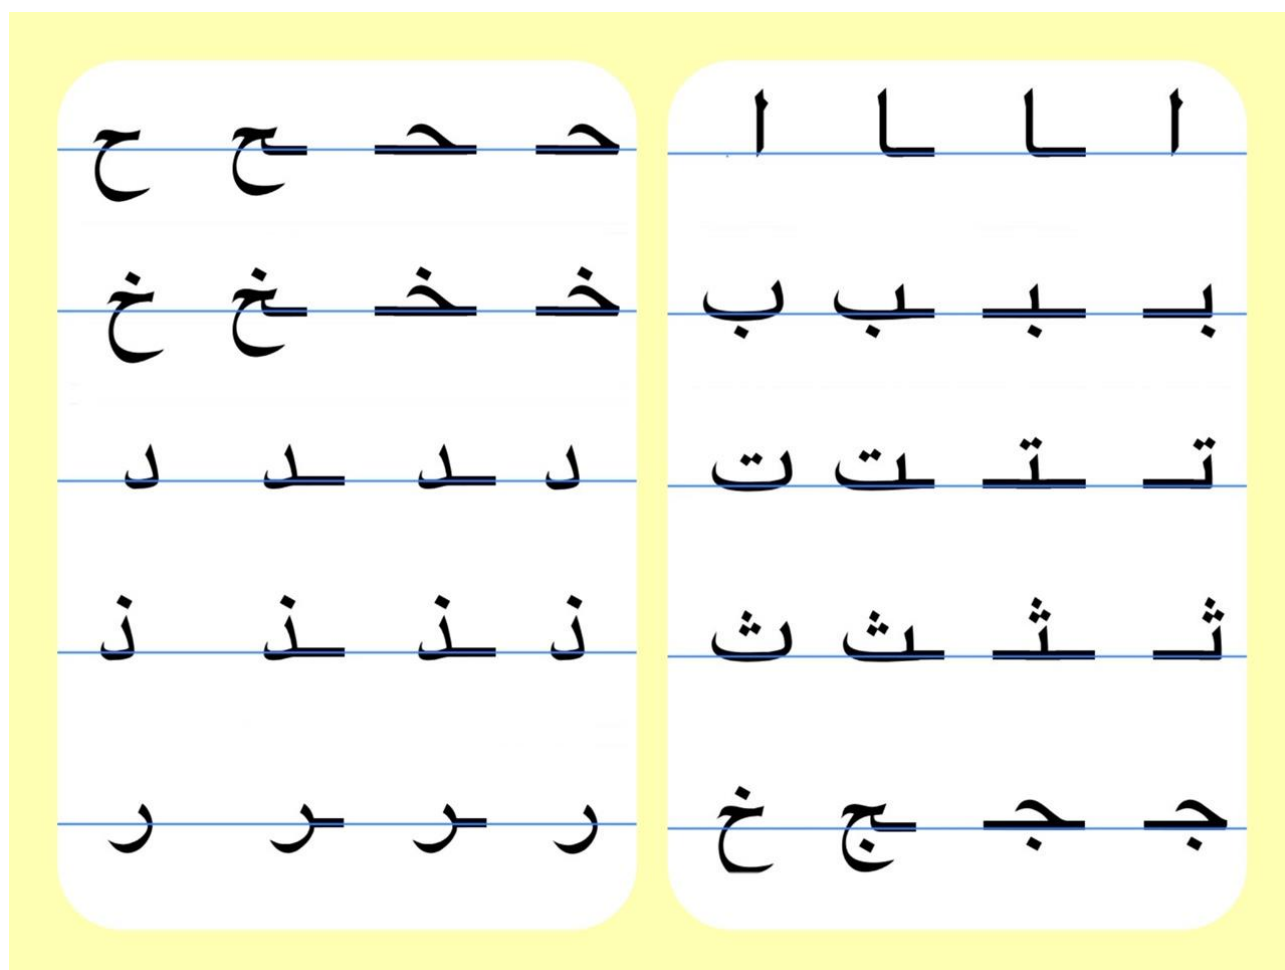 ا ـا ـا ا
بـ ـبـ ـب ب
تـ ـتـ ـت ت
ثـ ـثـ ـث ث
جـ ـجـ ـج خ
حـ ـحـ ـح ح
خـ ـخـ ـخ خ
د ـد ـد د
ذ ـذ ـذ ذ
ر ـر ـر ر